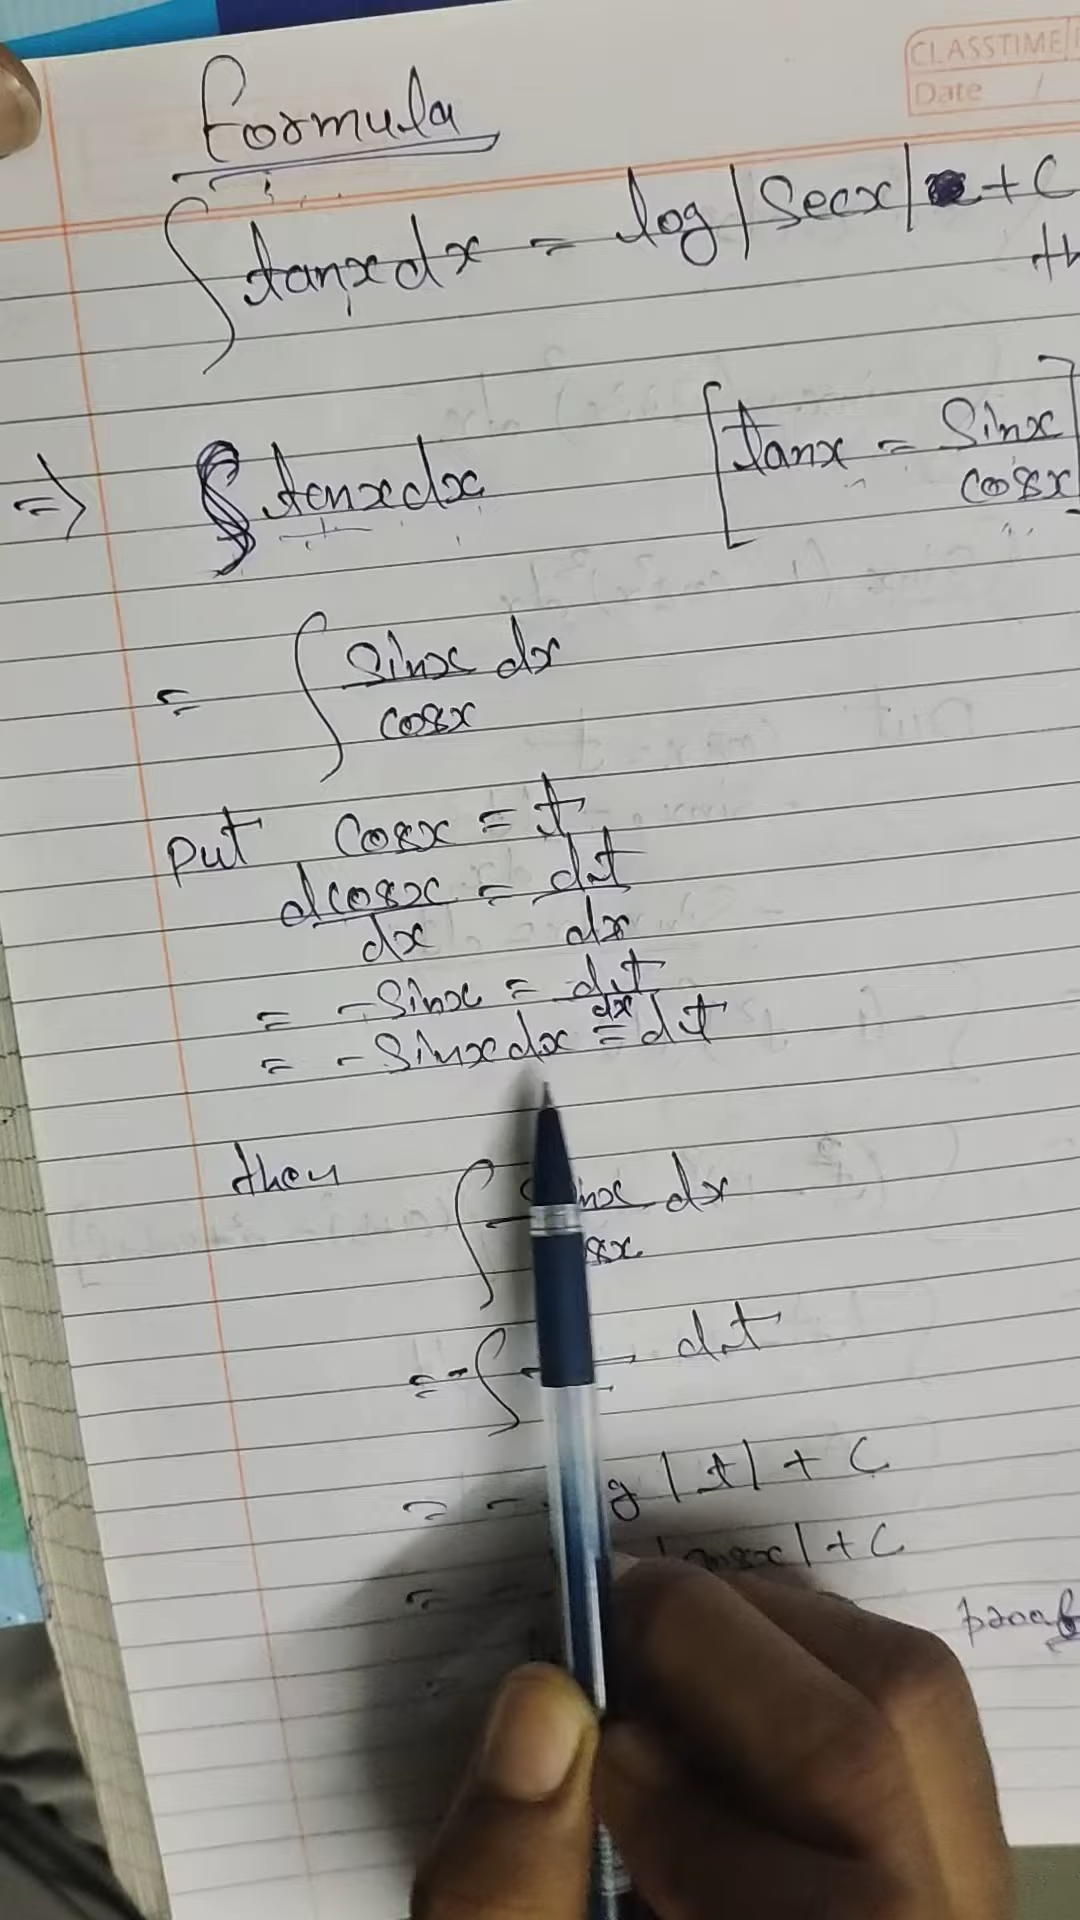 CLASSTIME
Date /
Formula
∫ tanx dx = log |Secx| + C
=> ∫ tanx dx [tanx = Sinx/cosx]
= ∫ Sinx/cosx dx
put cosx = t
dcosx/dx = dt/dx
= -Sinx = dt/dx
= -Sinx dx = dt
then ∫ dx
= -∫ dt
= - |t| + C
= | + C